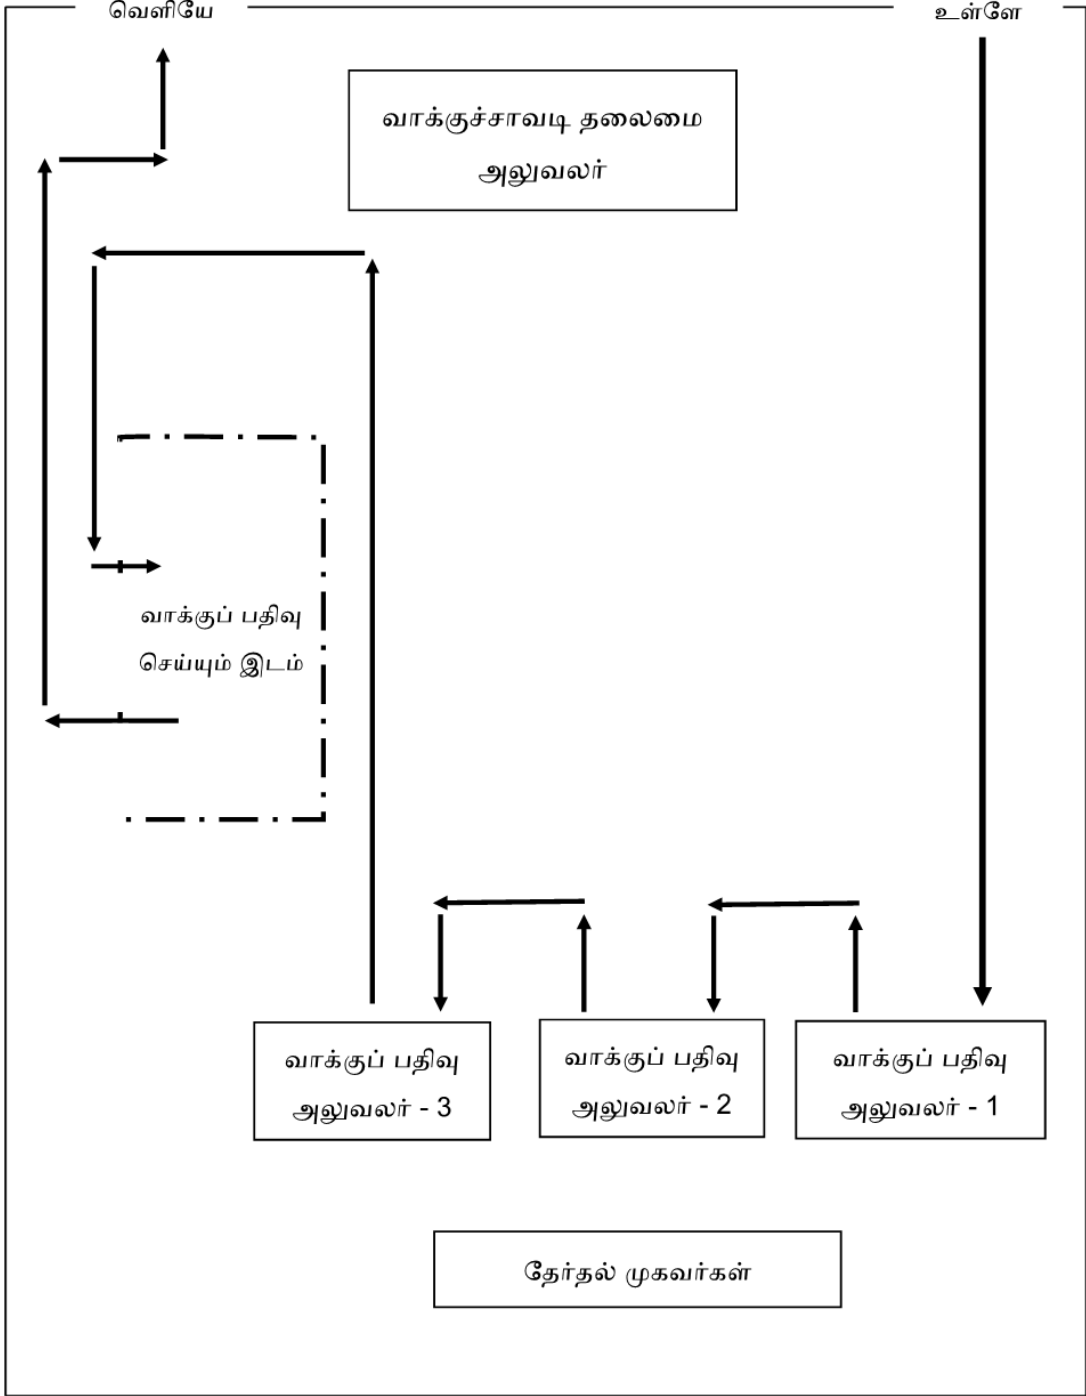 வெளியே
உள்ளே
வாக்குச்சாவடி தலைமை
அலுவலர்
வாக்குப் பதிவு
செய்யும் இடம்
வாக்குப் பதிவு
அலுவலர் - 3
வாக்குப் பதிவு
அலுவலர் - 2
வாக்குப் பதிவு
அலுவலர் - 1
தேர்தல் முகவர்கள்